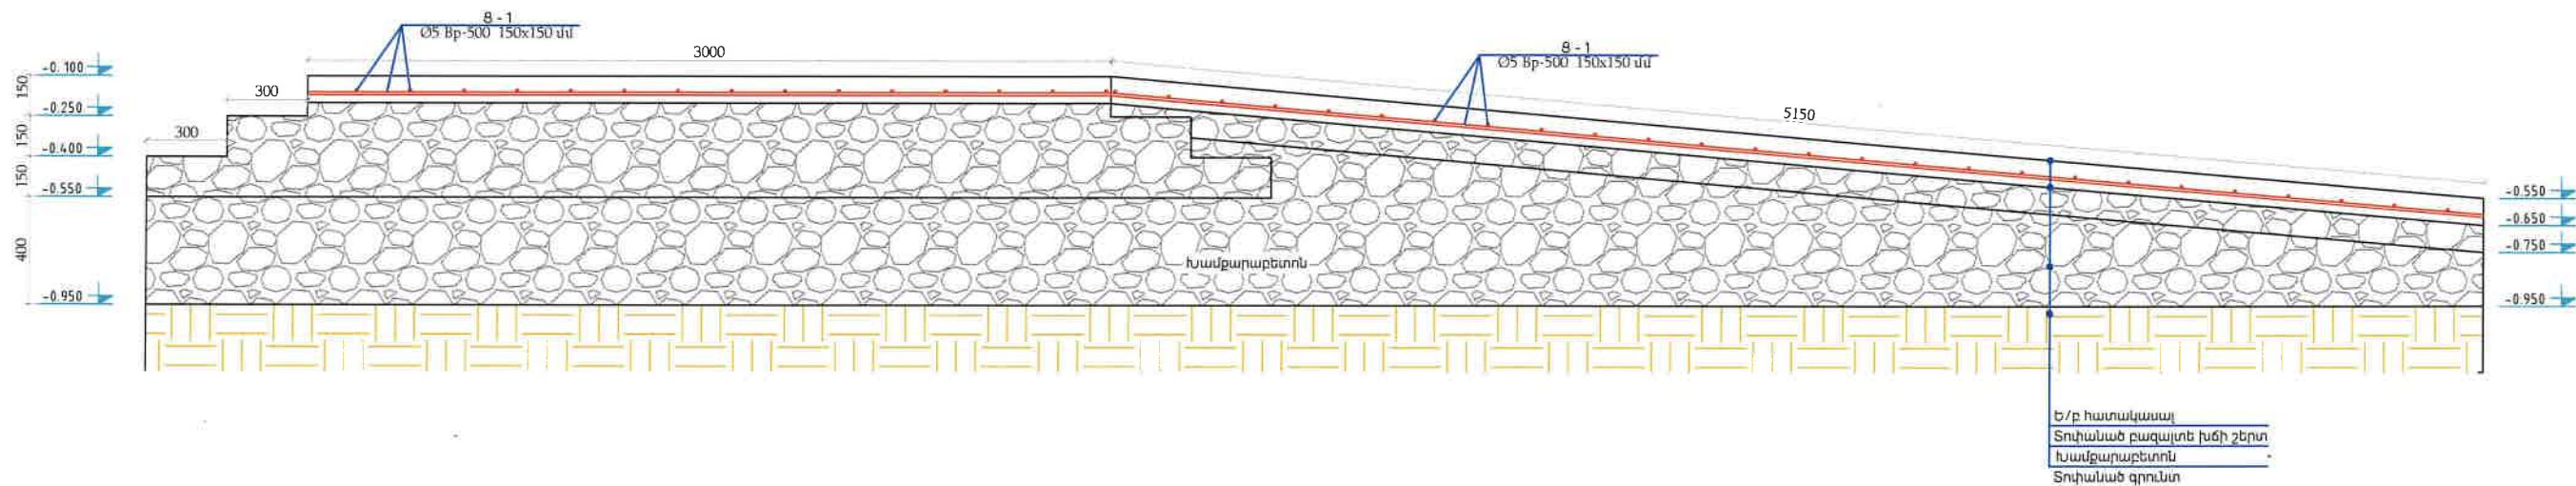 Ց - 1
Ø5 Bp-500 150x150 մմ
3000
Ց - 1
Ø5 Bp-500 150x150 մմ
-0.100
150
300
-0.250
5150
150
300
-0.400
150
-0.550
-0.550
-0.650
400
-0.750
Խամքարաբետոն
-0.950
-0.950
Ե/բ հատակասալ
Տոփանած բազալտե խճի շերտ
Խամքարաբետոն
Տոփանած գրունտ